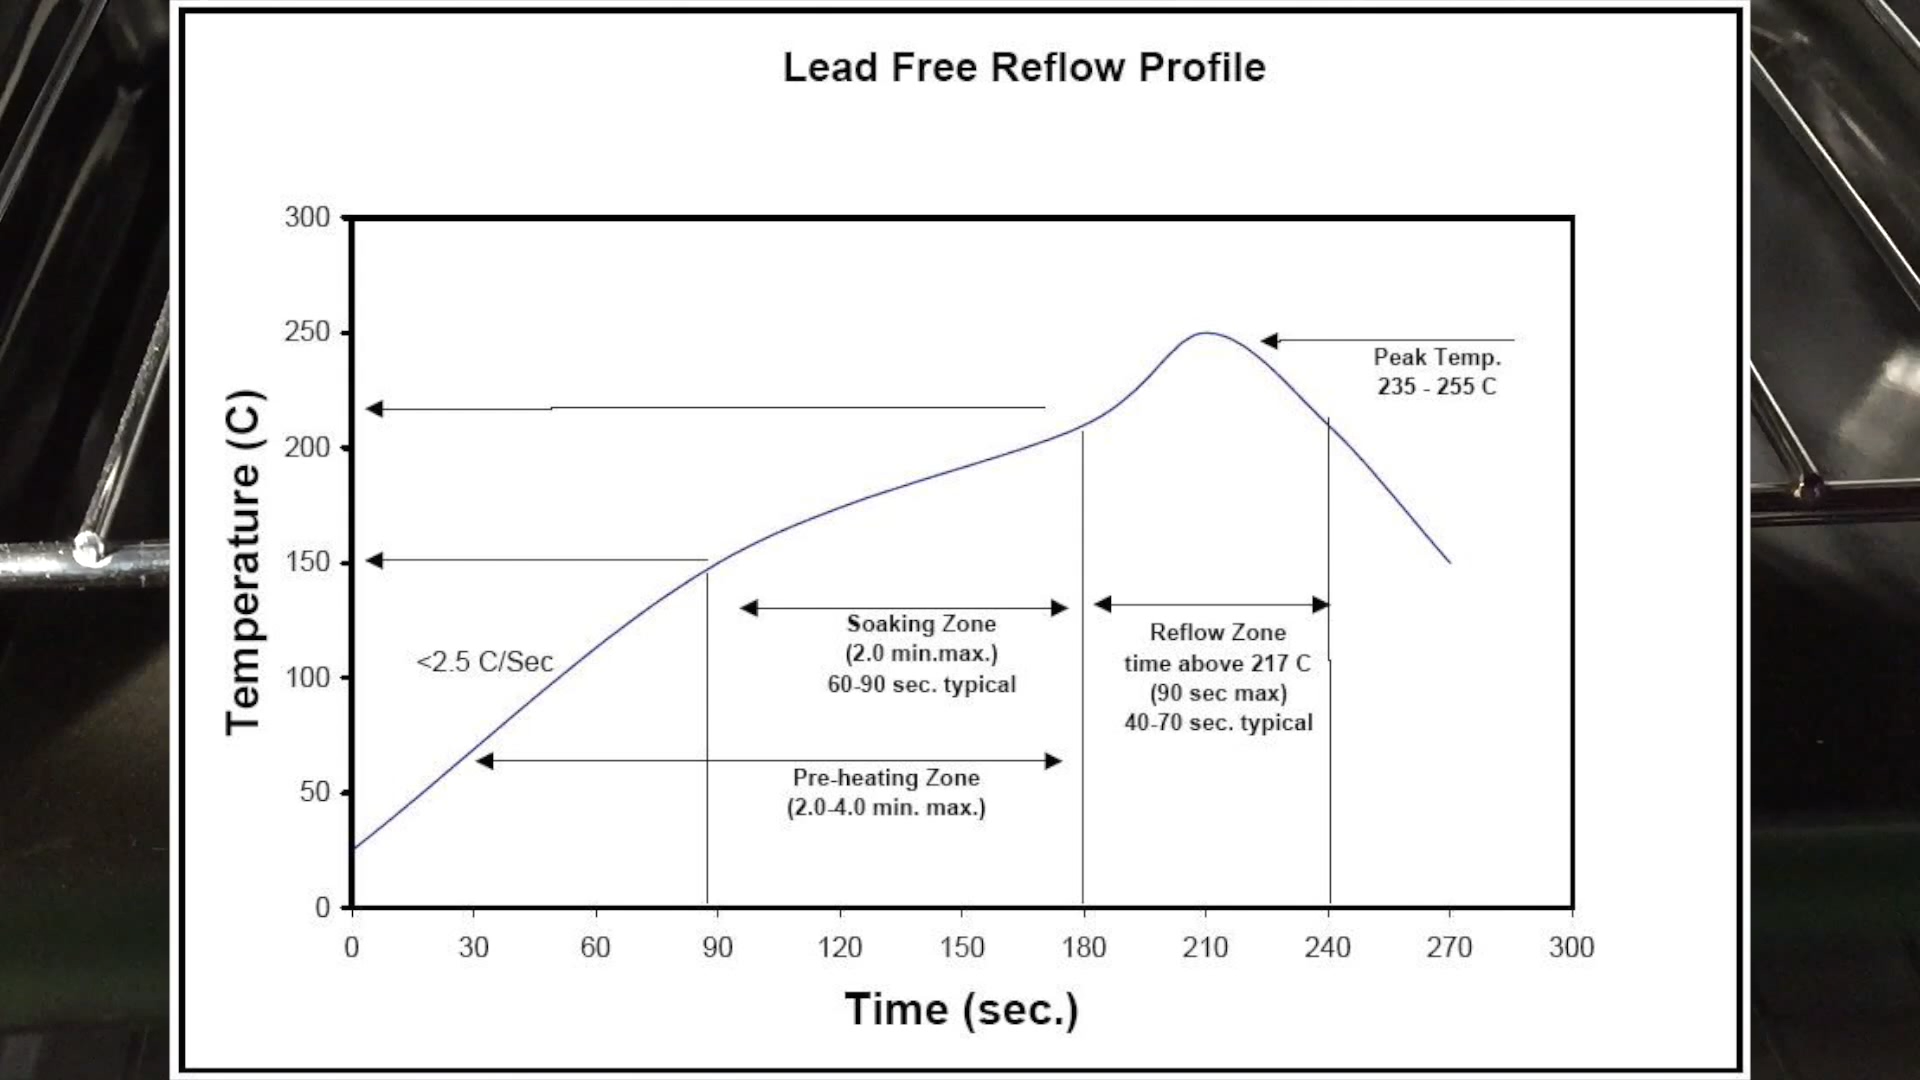 Lead Free Reflow Profile
300
250
200
150
100
50
0
Temperature (C)
Peak Temp.
235 - 255 C
<2.5 C/Sec
Soaking Zone
(2.0 min.max.)
60-90 sec. typical
Reflow Zone
time above 217 C
(90 sec max)
40-70 sec. typical
Pre-heating Zone
(2.0-4.0 min. max.)
0 30 60 90 120 150 180 210 240 270 300
Time (sec.)